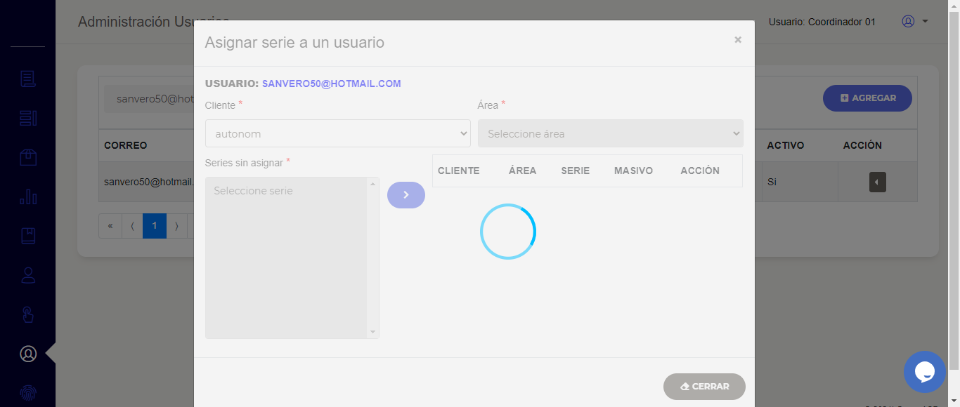 Administración Usuarios
Usuario: Coordinador 01
Asignar serie a un usuario
×
USUARIO: SANVERO50@HOTMAIL.COM
Cliente *
Área *
autonom
Seleccione área
Series sin asignar *
Seleccione serie
CLIENTE ÁREA SERIE MASIVO ACCIÓN
CERRAR
sanvero50@hot
AGREGAR
CORREO
ACTIVO ACCIÓN
sanvero50@hotmail.
Si
« ⟨ 1 ⟩